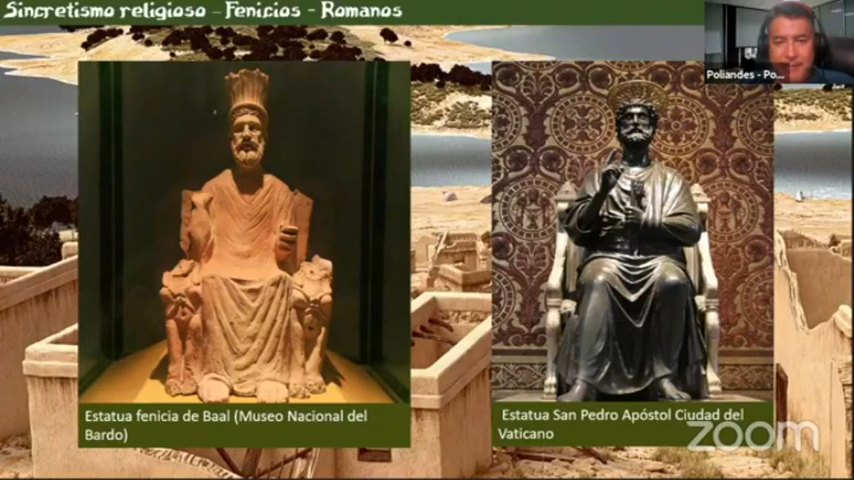 Sincretismo religioso – Fenicios - Romanos
Poliandes - Po...
Estatua fenicia de Baal (Museo Nacional del
Bardo)
Estatua San Pedro Apóstol Ciudad del
Vaticano
zoom